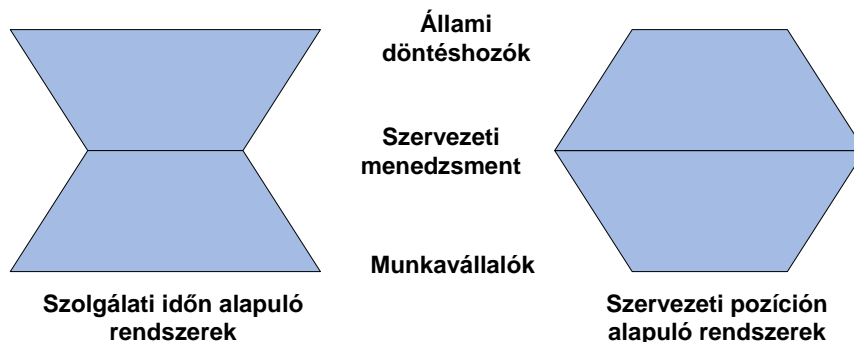 Állami
döntéshozók
Szervezeti
menedzsment
Munkavállalók
Szolgálati időn alapuló
rendszerek
Szervezeti pozíción
alapuló rendszerek